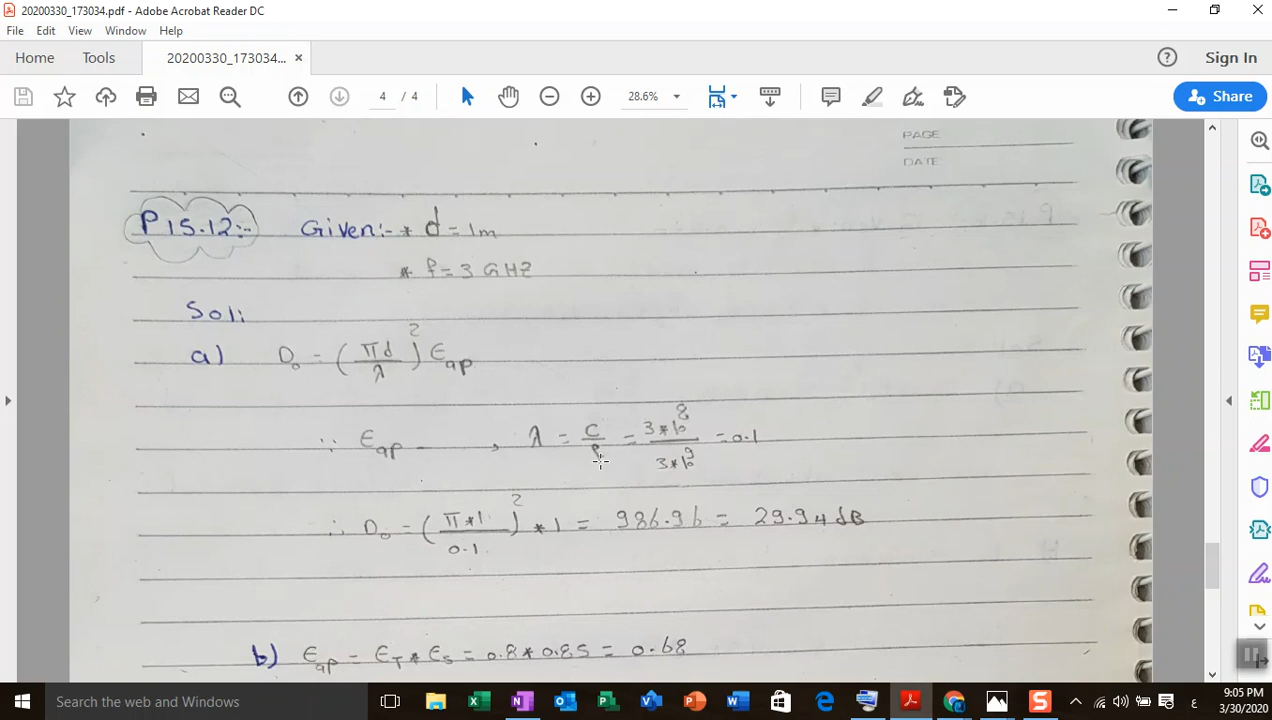 20200330_173034.pdf - Adobe Acrobat Reader DC
File Edit View Window Help
Home Tools 20200330_173034... × Sign In
4 / 4 28.6% Share
PAGE
DATE
P 15.12:- Given:- * d = 1m
* f = 3 GHZ
Sol:
a) D₀ = (πd/λ)² ϵap
∵ ϵap , λ = c/f = 3*10⁸/3*10⁹ = 0.1
∴ D₀ = (π*1/0.1)² * 1 = 986.96 = 29.94 dB
b) ϵap = ϵT * ϵs = 0.8 * 0.85 = 0.68
Search the web and Windows
9:05 PM
3/30/2020